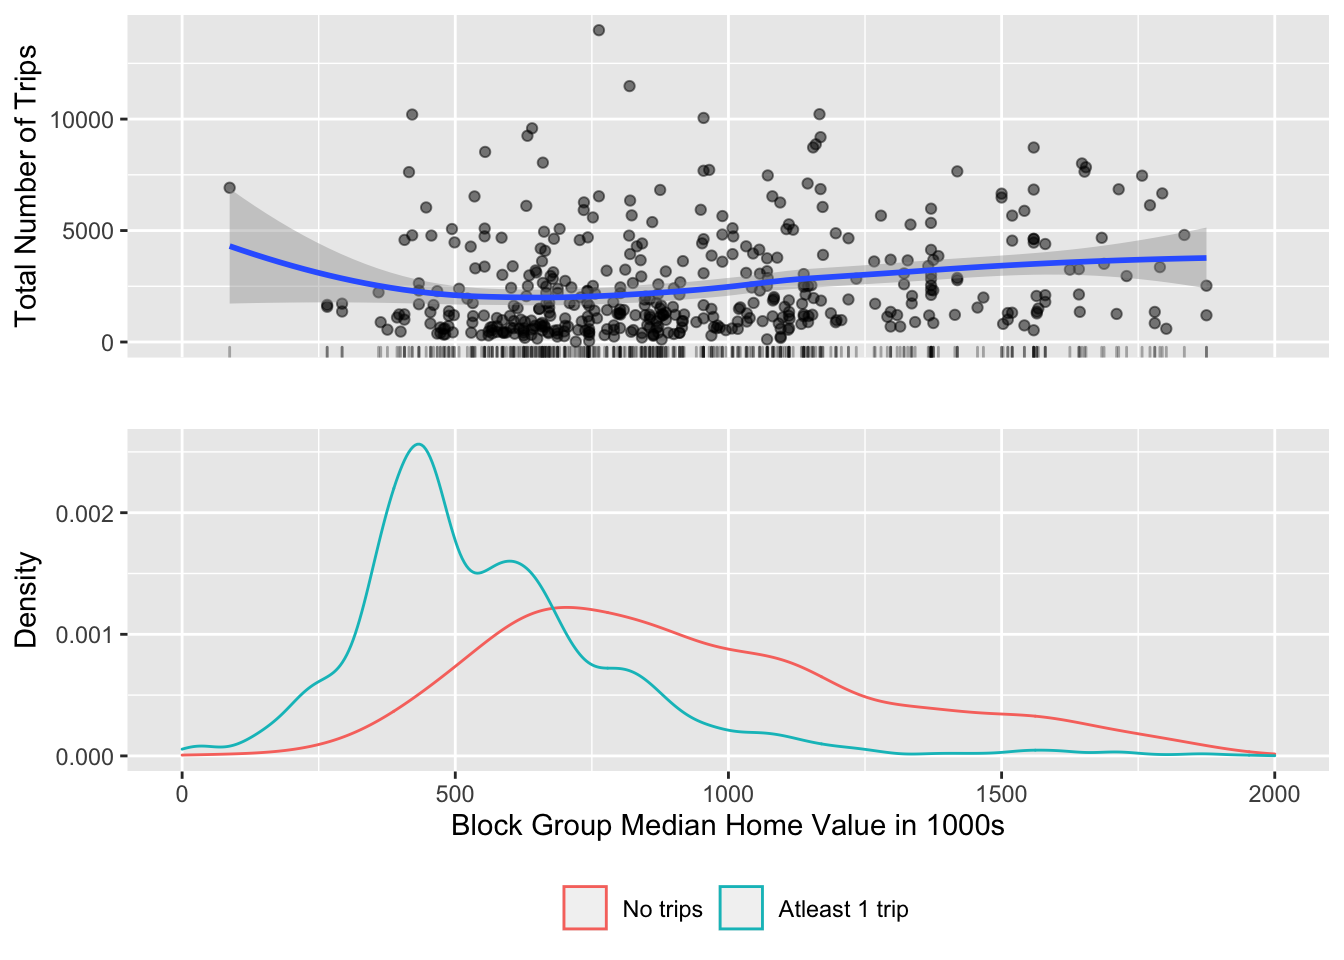 Total Number of Trips
10000
5000
0
Density
0.002
0.001
0.000
0 500 1000 1500 2000
Block Group Median Home Value in 1000s
No trips Atleast 1 trip